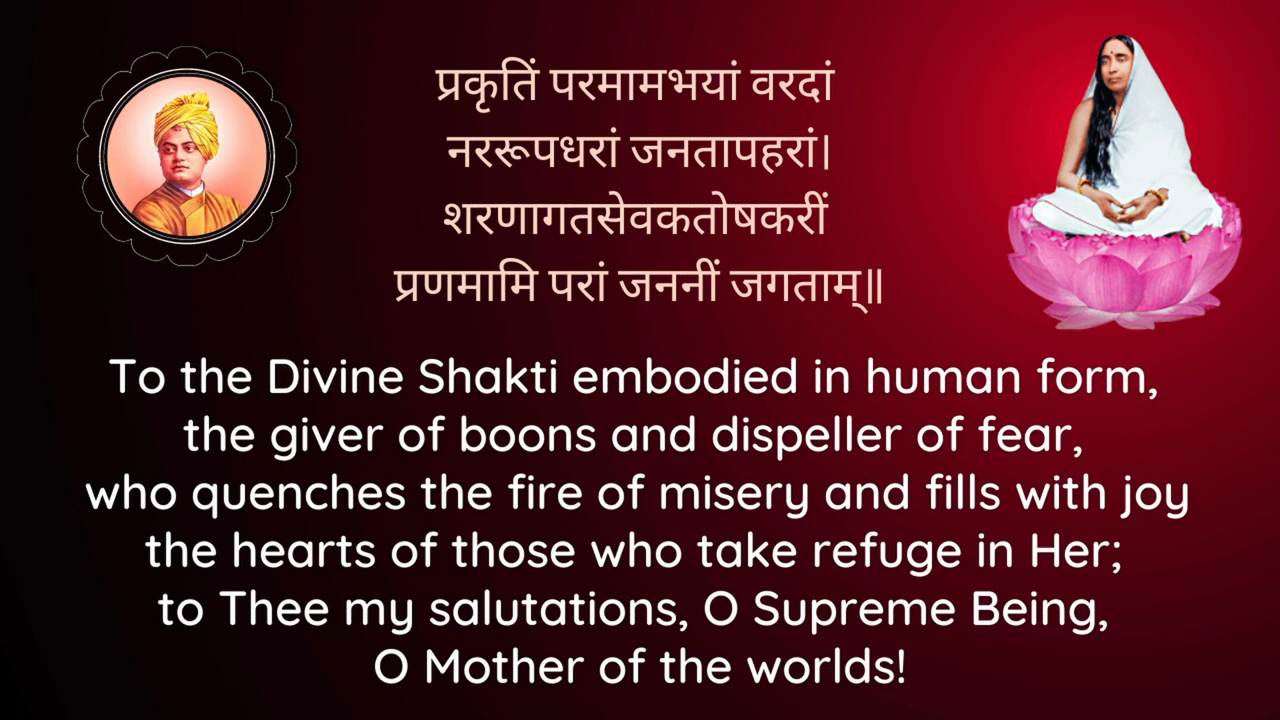 प्रकृतिं परमामभयां वरदां
नररूपधरां जनतापहरां।
शरणागतसेवकतोषकरीं
प्रणमामि परां जननीं जगताम्॥
To the Divine Shakti embodied in human form,
the giver of boons and dispeller of fear,
who quenches the fire of misery and fills with joy
the hearts of those who take refuge in Her;
to Thee my salutations, O Supreme Being,
O Mother of the worlds!